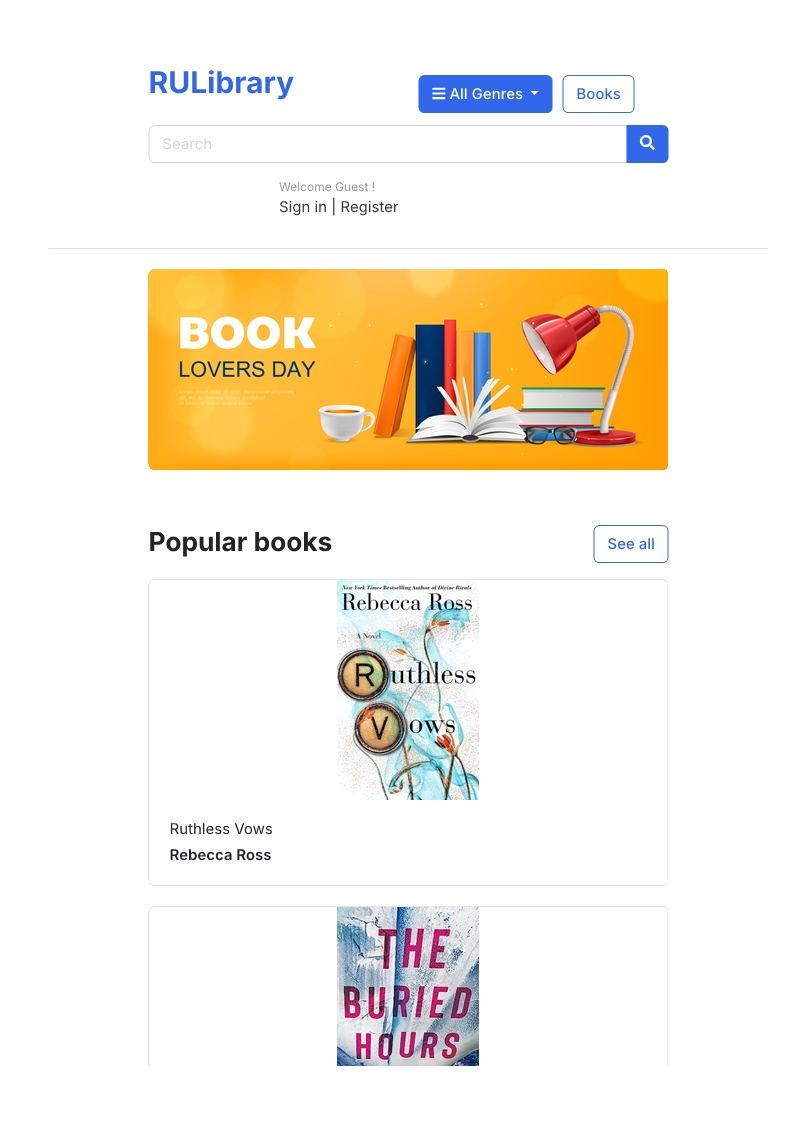 RULibrary
All Genres
Books
Search
Welcome Guest !
Sign in | Register
BOOK
LOVERS DAY
Popular books
See all
New York Times Bestselling Author of Divine Rivals
Rebecca Ross
A Novel
Ruthless
Vows
Ruthless Vows
Rebecca Ross
THE
BURIED
HOURS